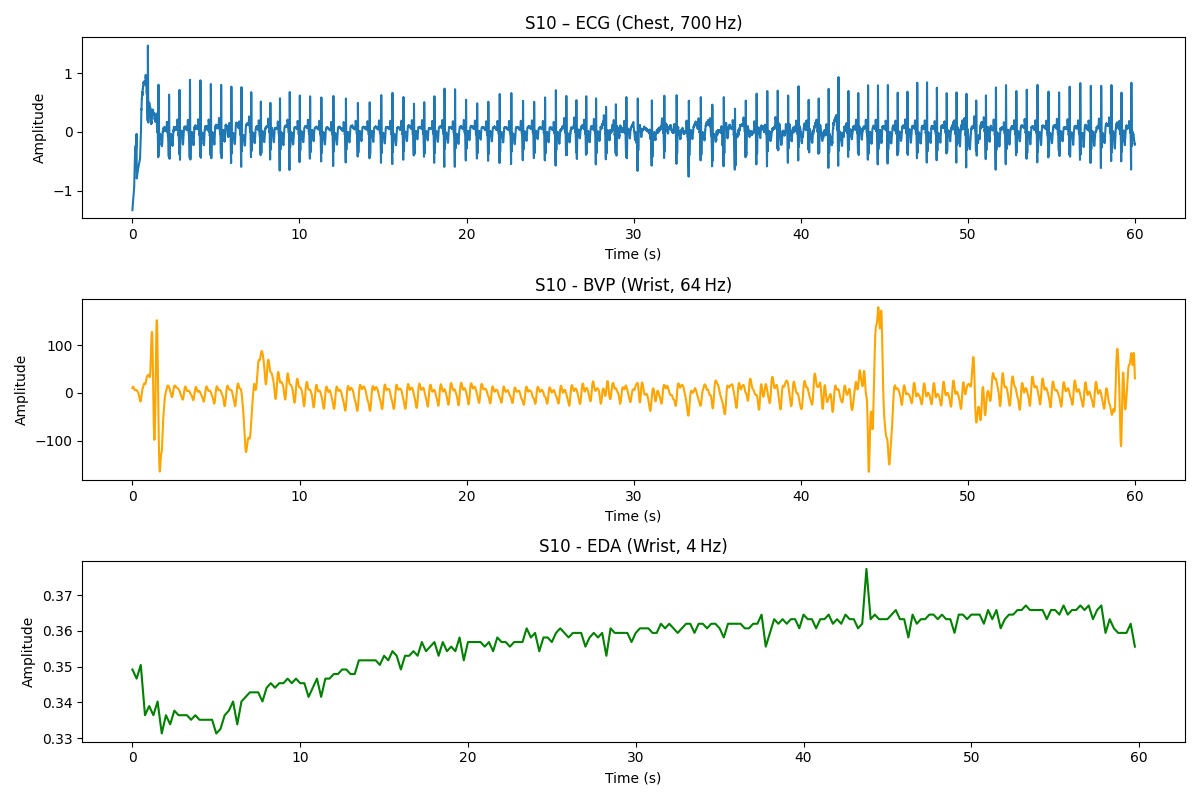 S10 – ECG (Chest, 700 Hz)
Amplitude
1
0
−1
0 10 20 30 40 50 60
Time (s)
S10 - BVP (Wrist, 64 Hz)
Amplitude
100
0
−100
0 10 20 30 40 50 60
Time (s)
S10 - EDA (Wrist, 4 Hz)
Amplitude
0.37
0.36
0.35
0.34
0.33
0 10 20 30 40 50 60
Time (s)